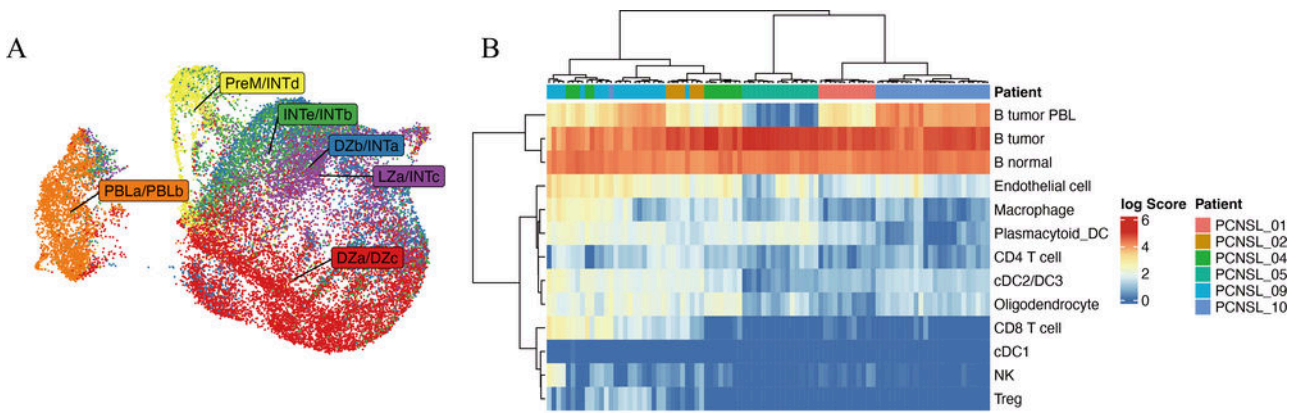 A
PreM/INTd
INTe/INTb
DZb/INTa
LZa/INTc
PBLa/PBLb
DZa/DZc
B
Patient
B tumor PBL
B tumor
B normal
Endothelial cell
Macrophage
Plasmacytoid_DC
CD4 T cell
cDC2/DC3
Oligodendrocyte
CD8 T cell
cDC1
NK
Treg
log Score
6
4
2
0
Patient
PCNSL_01
PCNSL_02
PCNSL_04
PCNSL_05
PCNSL_09
PCNSL_10